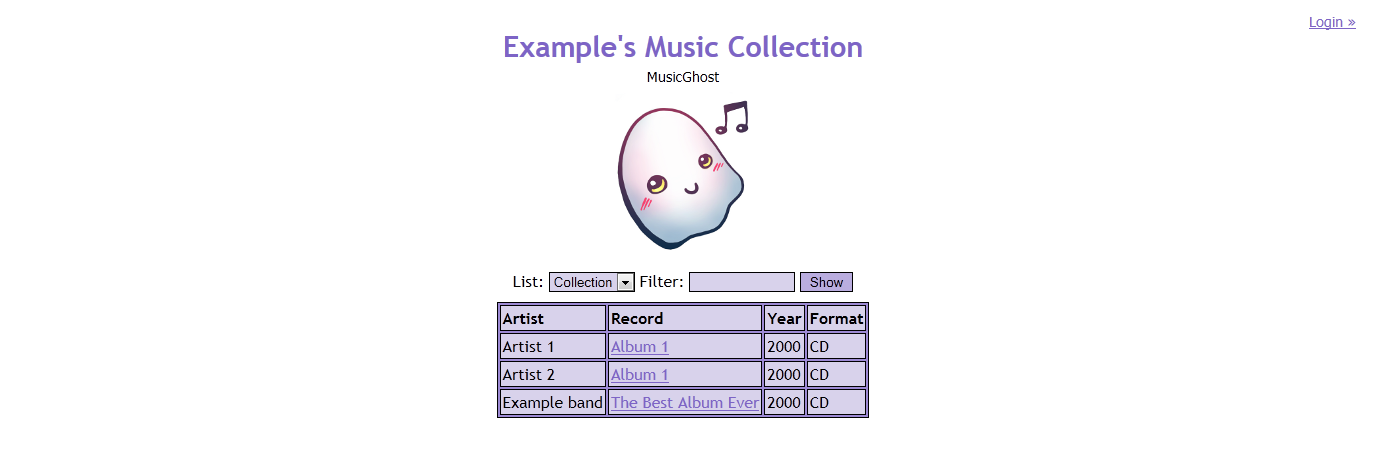 Login »
Example's Music Collection
MusicGhost
List: Collection Filter: Show
Artist Record Year Format
Artist 1 Album 1 2000 CD
Artist 2 Album 1 2000 CD
Example band The Best Album Ever 2000 CD